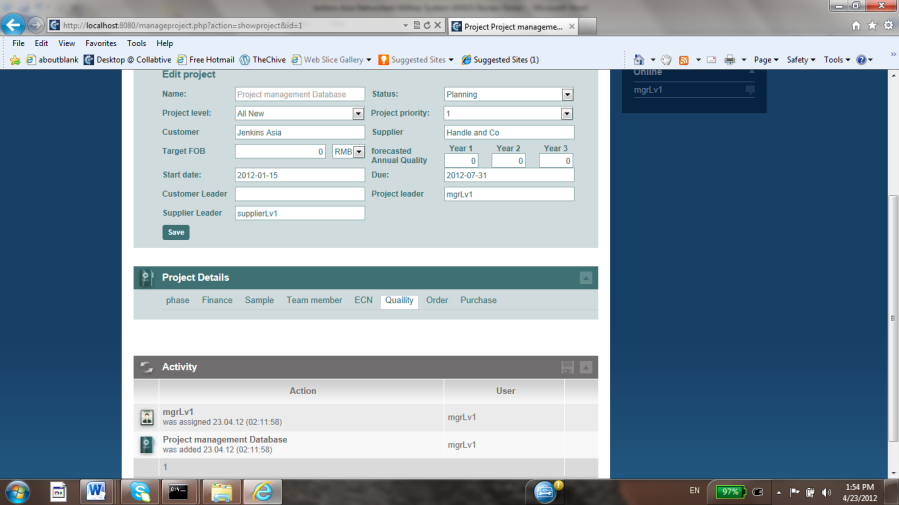 http://localhost:8080/manageproject.php?action=showproject&id=1
Project Project manageme...
File Edit View Favorites Tools Help
aboutblank Desktop @ Collabtive Free Hotmail TheChive Web Slice Gallery Suggested Sites Suggested Sites (1)
Page Safety Tools
Edit project
Name: Project management Database Status: Planning
Project level: All New Project priority: 1
Customer Jenkins Asia Supplier Handle and Co
Target FOB 0 RMB forecasted Annual Quality Year 1 Year 2 Year 3
0 0 0
Start date: 2012-01-15 Due: 2012-07-31
Customer Leader Project leader mgrLv1
Supplier Leader supplierLv1
Save
Online
mgrLv1
Project Details
phase Finance Sample Team member ECN Quaility Order Purchase
Activity
Action User
mgrLv1
was assigned 23.04.12 (02:11:58) mgrLv1
Project management Database
was added 23.04.12 (02:11:58) mgrLv1
1
EN 97% 1:54 PM
4/23/2012